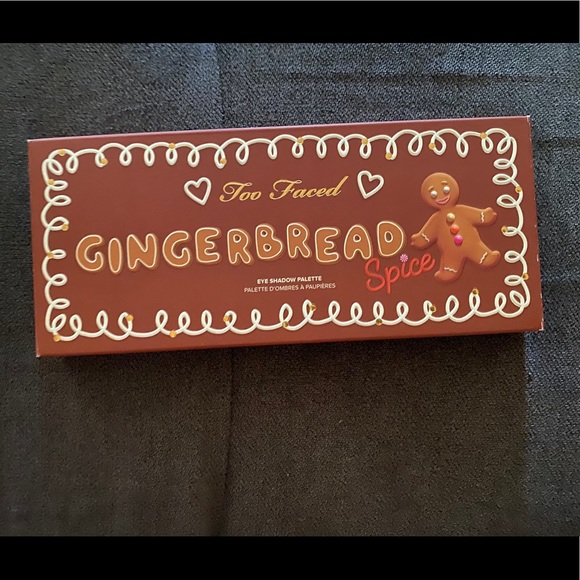 Too Faced
GINGERBREAD
Spice
EYE SHADOW PALETTE
PALETTE D'OMBRES À PAUPIÈRES